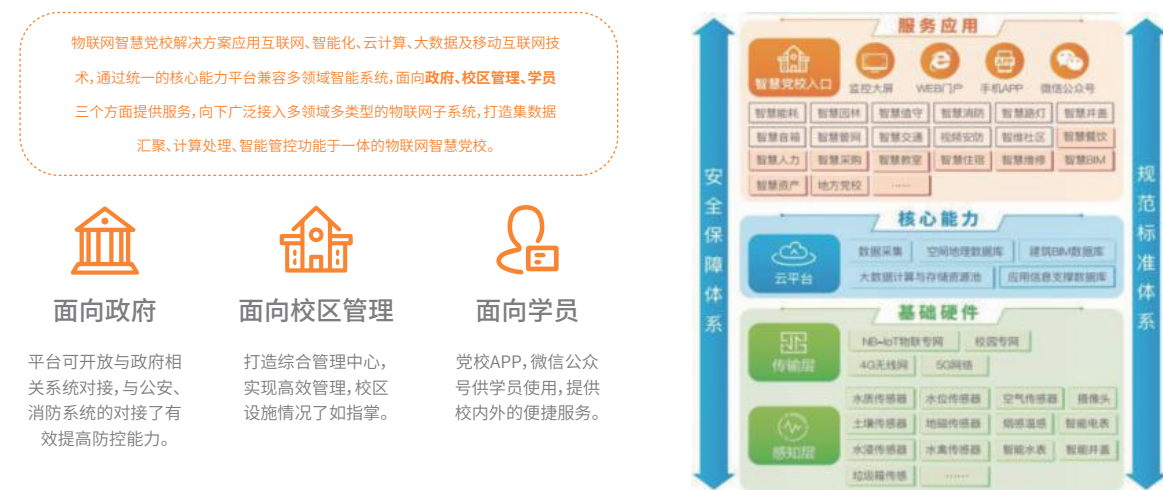 物联网智慧党校解决方案应用互联网、智能化、云计算、大数据及移动互联网技
术,通过统一的核心能力平台兼容多领域智能系统,面向政府、校区管理、学员
三个方面提供服务,向下广泛接入多领域多类型的物联网子系统,打造集数据
汇聚、计算处理、智能管控功能于一体的物联网智慧党校。
面向政府
平台可开放与政府相
关系统对接,与公安、
消防系统的对接了有
效提高防控能力。
面向校区管理
打造综合管理中心,
实现高效管理,校区
设施情况了如指掌。
面向学员
党校APP,微信公众
号供学员使用,提供
校内外的便捷服务。
安全保障体系
服务应用
智慧党校入口
监控大屏 WEB门户 手机APP 微信公众号
智慧能耗 智慧园林 智慧值守 智慧消防 智慧路灯 智慧井盖
智慧音箱 智慧管网 智慧交通 视频安防 智维社区 智慧餐饮
智慧人力 智慧采购 智慧教室 智慧住宿 智慧维修 智慧BIM
智慧资产 地方党校 ……
核心能力
云平台
数据采集 空间地理数据库 建筑BIM数据库
大数据计算与存储资源池 应用信息支撑数据库
基础硬件
传输层
NB-IoT物联专网 校园专网
4G无线网 5G网络
感知层
水质传感器 水位传感器 空气传感器 摄像头
土壤传感器 地磁传感器 烟感温感 智能电表
水浸传感器 水禽传感器 智能水表 智能井盖
垃圾箱传感 ……
规范标准体系